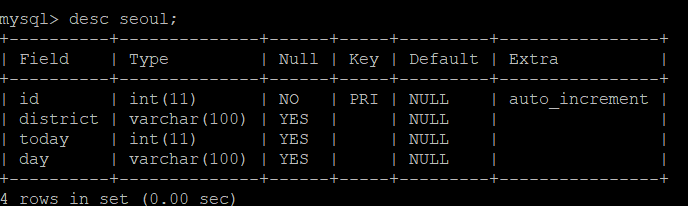 mysql> desc seoul;
+----------+--------------+------+-----+---------+----------------+
| Field | Type | Null | Key | Default | Extra |
+----------+--------------+------+-----+---------+----------------+
| id | int(11) | NO | PRI | NULL | auto_increment |
| district | varchar(100) | YES | | NULL | |
| today | int(11) | YES | | NULL | |
| day | varchar(100) | YES | | NULL | |
+----------+--------------+------+-----+---------+----------------+
4 rows in set (0.00 sec)